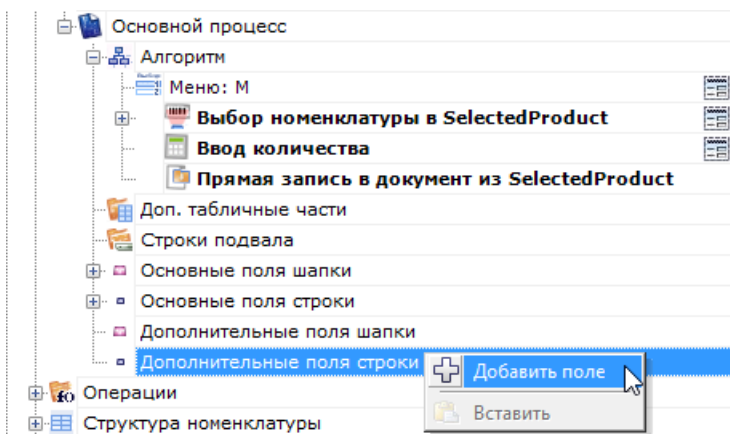 Основной процесс
Алгоритм
Меню: М
Выбор номенклатуры в SelectedProduct
Ввод количества
Прямая запись в документ из SelectedProduct
Доп. табличные части
Строки подвала
Основные поля шапки
Основные поля строки
Дополнительные поля шапки
Дополнительные поля строки
Добавить поле
Операции
Вставить
Структура номенклатуры